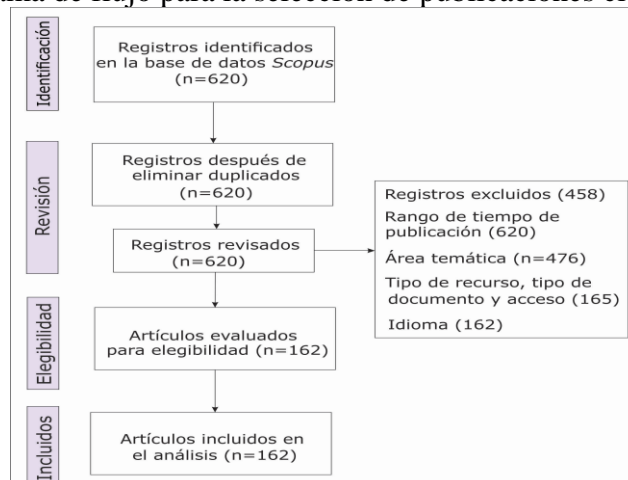 ama de flujo para la selección de publicaciones en
Identificación
Registros identificados
en la base de datos Scopus
(n=620)
Revisión
Registros después de
eliminar duplicados
(n=620)
Registros revisados
(n=620)
Registros excluidos (458)
Rango de tiempo de
publicación (620)
Área temática (n=476)
Tipo de recurso, tipo de
documento y acceso (165)
Idioma (162)
Elegibilidad
Artículos evaluados
para elegibilidad (n=162)
Incluidos
Artículos incluidos en
el análisis (n=162)